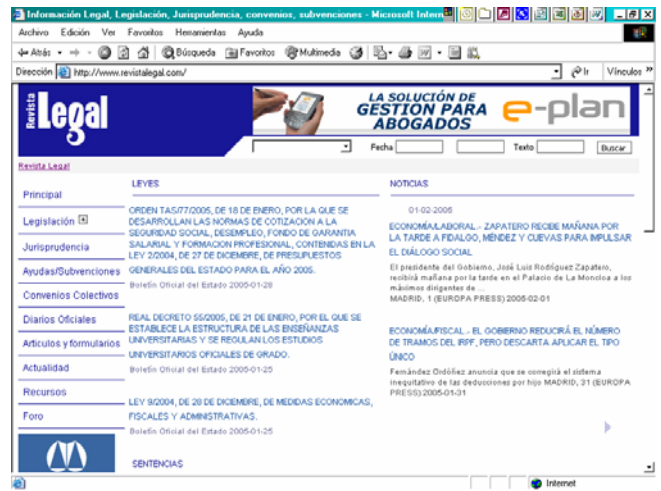 Información Legal, Legislación, Jurisprudencia, convenios, subvenciones - Microsoft Intern
Archivo Edición Ver Favoritos Herramientas Ayuda
Atrás Búsqueda Favoritos Multimedia
Dirección http://www.revistalegal.com/ Ir Vínculos »
Revista Legal
LA SOLUCIÓN DE
GESTIÓN PARA
ABOGADOS
e-plan
Fecha Texto Buscar
Revista Legal
Principal
Legislación
Jurisprudencia
Ayudas/Subvenciones
Convenios Colectivos
Diarios Oficiales
Artículos y formularios
Actualidad
Recursos
Foro
LEYES
ORDEN TAS/77/2005, DE 18 DE ENERO, POR LA QUE SE
DESARROLLAN LAS NORMAS DE COTIZACION A LA
SEGURIDAD SOCIAL, DESEMPLEO, FONDO DE GARANTIA
SALARIAL Y FORMACION PROFESIONAL, CONTENIDAS EN LA
LEY 2/2004, DE 27 DE DICIEMBRE, DE PRESUPUESTOS
GENERALES DEL ESTADO PARA EL AÑO 2005.
Boletín Oficial del Estado 2005-01-28
REAL DECRETO 55/2005, DE 21 DE ENERO, POR EL QUE SE
ESTABLECE LA ESTRUCTURA DE LAS ENSEÑANZAS
UNIVERSITARIAS Y SE REGULAN LOS ESTUDIOS
UNIVERSITARIOS OFICIALES DE GRADO.
Boletín Oficial del Estado 2005-01-25
LEY 9/2004, DE 28 DE DICIEMBRE, DE MEDIDAS ECONOMICAS,
FISCALES Y ADMINISTRATIVAS.
Boletín Oficial del Estado 2005-01-25
SENTENCIAS
NOTICIAS
01-02-2005
ECONOMÍA/LABORAL.- ZAPATERO RECIBE MAÑANA POR
LA TARDE A FIDALGO, MÉNDEZ Y CUEVAS PARA IMPULSAR
EL DIÁLOGO SOCIAL
El presidente del Gobierno, José Luis Rodríguez Zapatero,
recibirá mañana por la tarde en el Palacio de La Moncloa a los
máximos dirigentes de ...
MADRID, 1 (EUROPA PRESS) 2005-02-01
ECONOMÍA/FISCAL.- EL GOBIERNO REDUCIRÁ EL NÚMERO
DE TRAMOS DEL IRPF, PERO DESCARTA APLICAR EL TIPO
ÚNICO
Fernández Ordóñez anuncia que se corregirá el sistema
inequitativo de las deducciones por hijo MADRID, 31 (EUROPA
PRESS) 2005-01-31
Internet